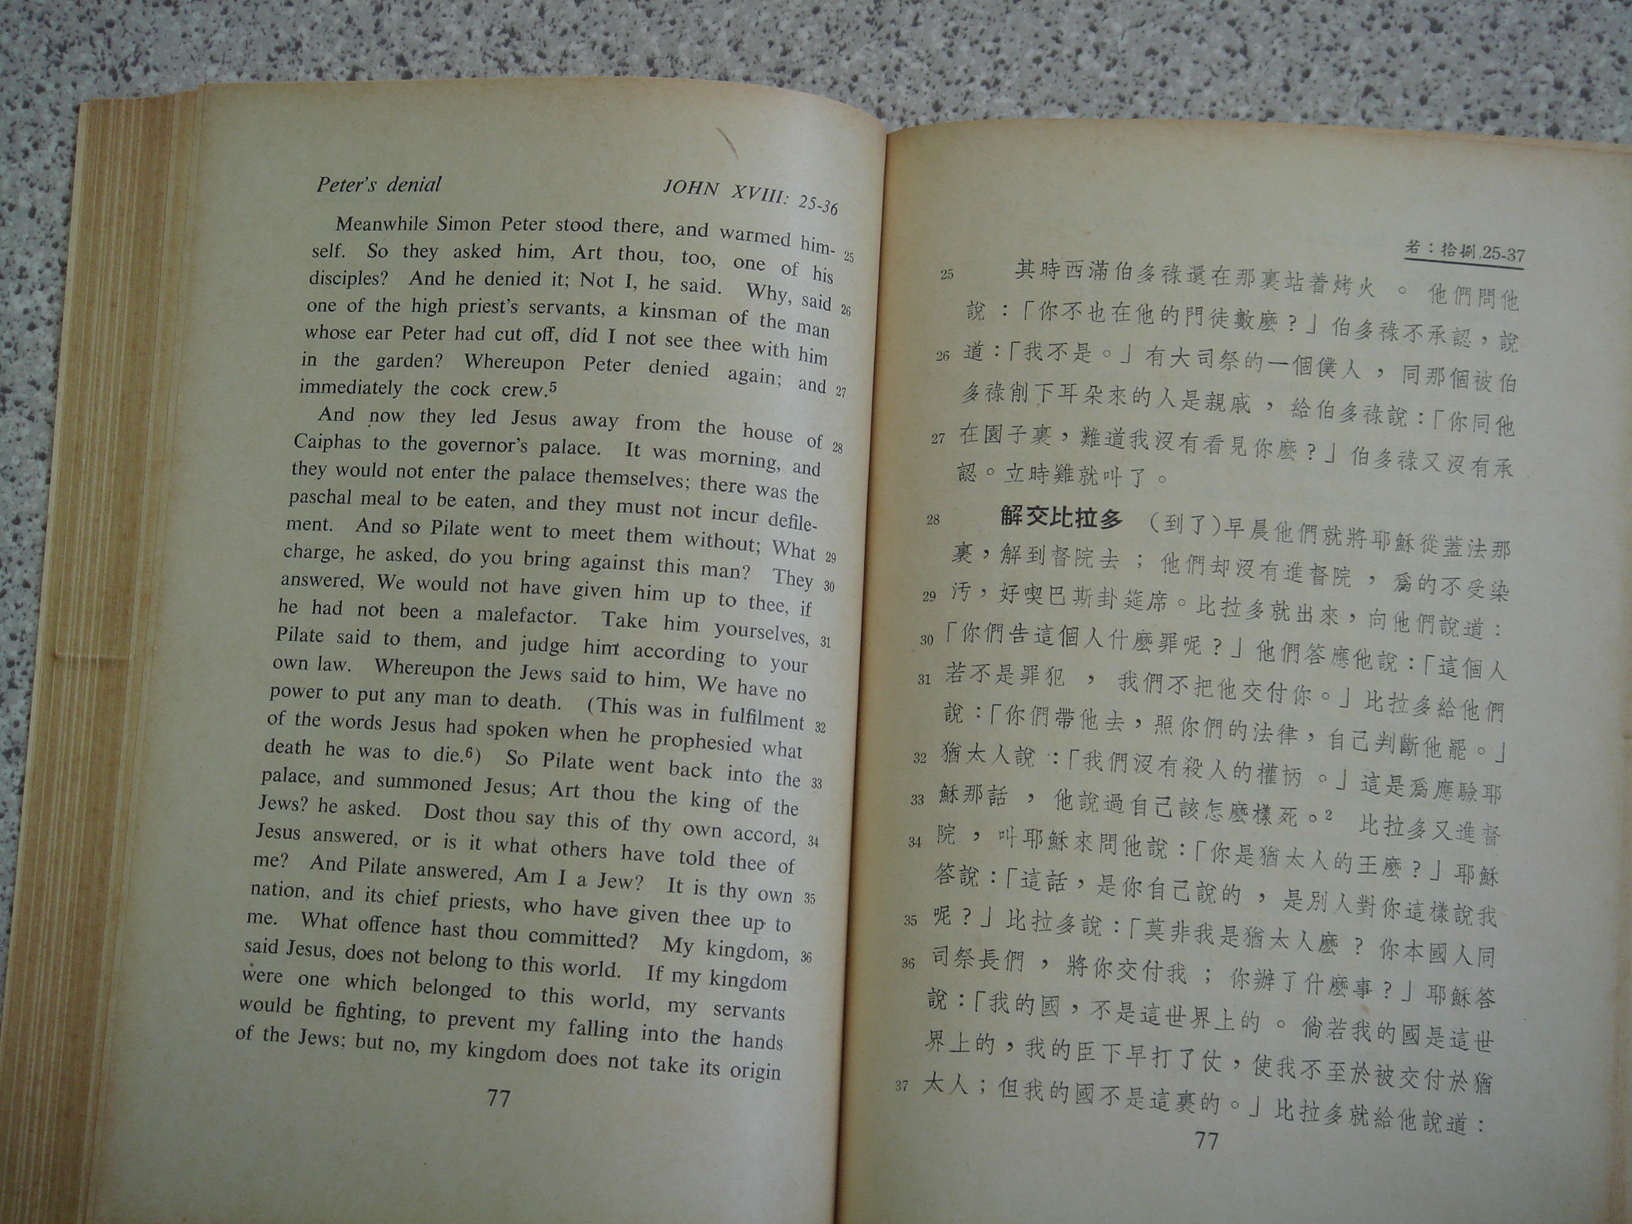 Peter's denial
JOHN XVIII: 25-36
Meanwhile Simon Peter stood there, and warmed him- 25
self. So they asked him, Art thou, too, one of his
disciples? And he denied it; Not I, he said. Why, said 26
one of the high priest's servants, a kinsman of the man
whose ear Peter had cut off, did I not see thee with him
in the garden? Whereupon Peter denied again; and 27
immediately the cock crew.5
And now they led Jesus away from the house of 28
Caiphas to the governor's palace. It was morning, and
they would not enter the palace themselves; there was the
paschal meal to be eaten, and they must not incur defile-
ment. And so Pilate went to meet them without; What 29
charge, he asked, do you bring against this man? They 30
answered, We would not have given him up to thee, if
he had not been a malefactor. Take him yourselves, 31
Pilate said to them, and judge him according to your
own law. Whereupon the Jews said to him, We have no
power to put any man to death. (This was in fulfilment 32
of the words Jesus had spoken when he prophesied what
death he was to die.6) So Pilate went back into the 33
palace, and summoned Jesus; Art thou the king of the
Jews? he asked. Dost thou say this of thy own accord, 34
Jesus answered, or is it what others have told thee of
me? And Pilate answered, Am I a Jew? It is thy own 35
nation, and its chief priests, who have given thee up to
me. What offence hast thou committed? My kingdom, 36
said Jesus, does not belong to this world. If my kingdom
were one which belonged to this world, my servants
would be fighting, to prevent my falling into the hands
of the Jews; but no, my kingdom does not take its origin
77
若：拾捌. 25-37
25 其時西滿伯多祿還在那裏站着烤火 。 他們問他
說：「你不也在他的門徒數麼？」伯多祿不承認，說
26 道：「我不是。」有大司祭的一個僕人，同那個被伯
多祿削下耳朵來的人是親戚，給伯多祿說：「你同他
27 在園子裏，難道我沒有看見你麼？」伯多祿又沒有承
認。立時雞就叫了。
28 解交比拉多 （到了）早晨他們就將耶穌從蓋法那
裏，解到督院去；他們却沒有進督院，爲的不受染
29 汚，好喫巴斯卦筵席。比拉多就出來，向他們說道：
30 「你們告這個人什麼罪呢？」他們答應他說：「這個人
31 若不是罪犯，我們不把他交付你。」比拉多給他們
說：「你們帶他去，照你們的法律，自己判斷他罷。」
32 猶太人說：「我們沒有殺人的權柄。」這是爲應驗耶
33 穌那話，他說過自己該怎麼樣死。2 比拉多又進督
34 院，叫耶穌來問他說：「你是猶太人的王麼？」耶穌
答說：「這話，是你自己說的，是別人對你這樣說我
35 呢？」比拉多說：「莫非我是猶太人麼？你本國人同
36 司祭長們，將你交付我；你辦了什麼事？」耶穌答
說：「我的國，不是這世界上的。倘若我的國是這世
界上的，我的臣下早打了仗，使我不至於被交付於猶
37 太人；但我的國不是這裏的。」比拉多就給他說道：
77